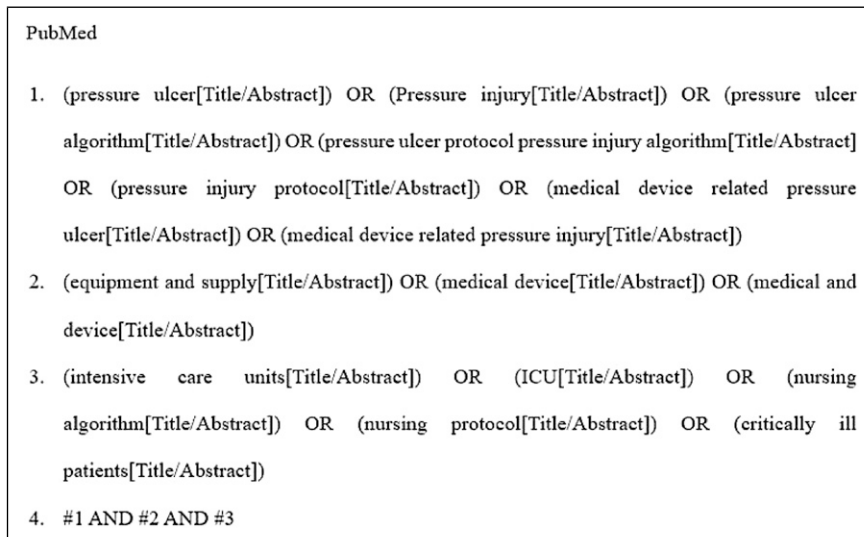 PubMed
1. (pressure ulcer[Title/Abstract]) OR (Pressure injury[Title/Abstract]) OR (pressure ulcer
algorithm[Title/Abstract]) OR (pressure ulcer protocol pressure injury algorithm[Title/Abstract]
OR (pressure injury protocol[Title/Abstract]) OR (medical device related pressure
ulcer[Title/Abstract]) OR (medical device related pressure injury[Title/Abstract])
2. (equipment and supply[Title/Abstract]) OR (medical device[Title/Abstract]) OR (medical and
device[Title/Abstract])
3. (intensive care units[Title/Abstract]) OR (ICU[Title/Abstract]) OR (nursing
algorithm[Title/Abstract]) OR (nursing protocol[Title/Abstract]) OR (critically ill
patients[Title/Abstract])
4. #1 AND #2 AND #3